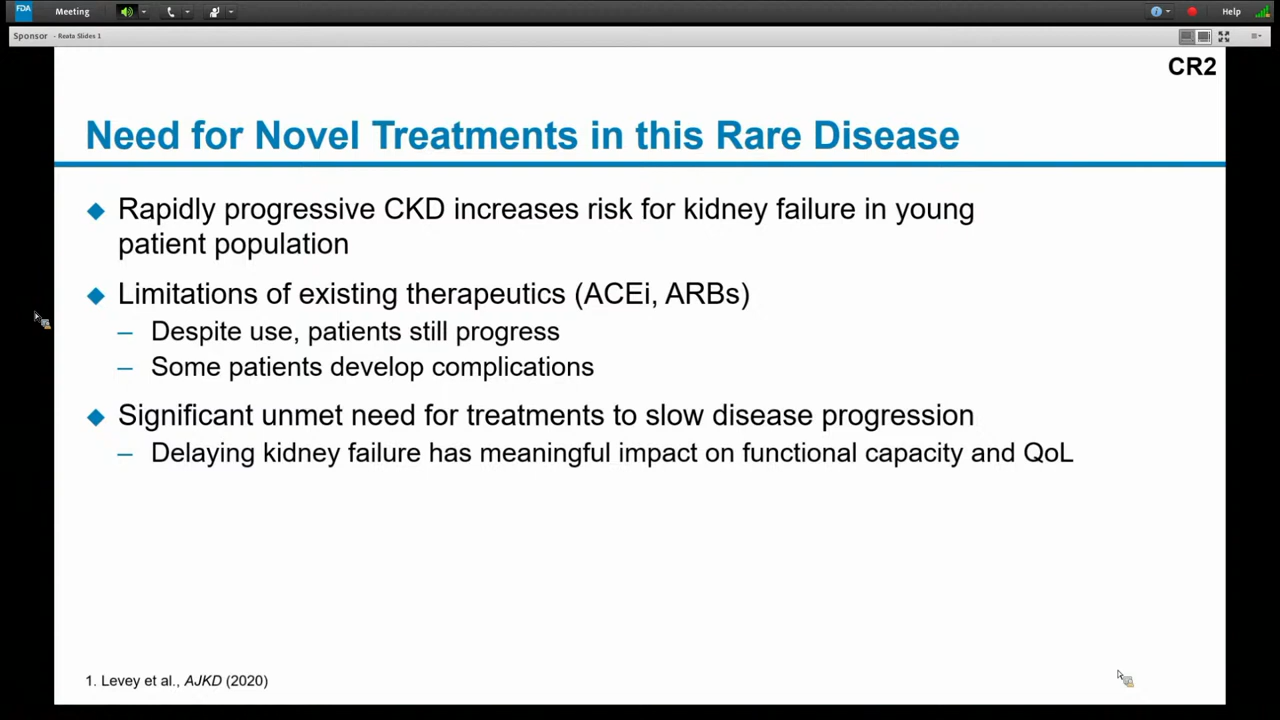 FDA
Meeting
Help
Sponsor - Reata Slides 1
CR2
Need for Novel Treatments in this Rare Disease
Rapidly progressive CKD increases risk for kidney failure in young
patient population
Limitations of existing therapeutics (ACEi, ARBs)
– Despite use, patients still progress
– Some patients develop complications
Significant unmet need for treatments to slow disease progression
– Delaying kidney failure has meaningful impact on functional capacity and QoL
1. Levey et al., AJKD (2020)